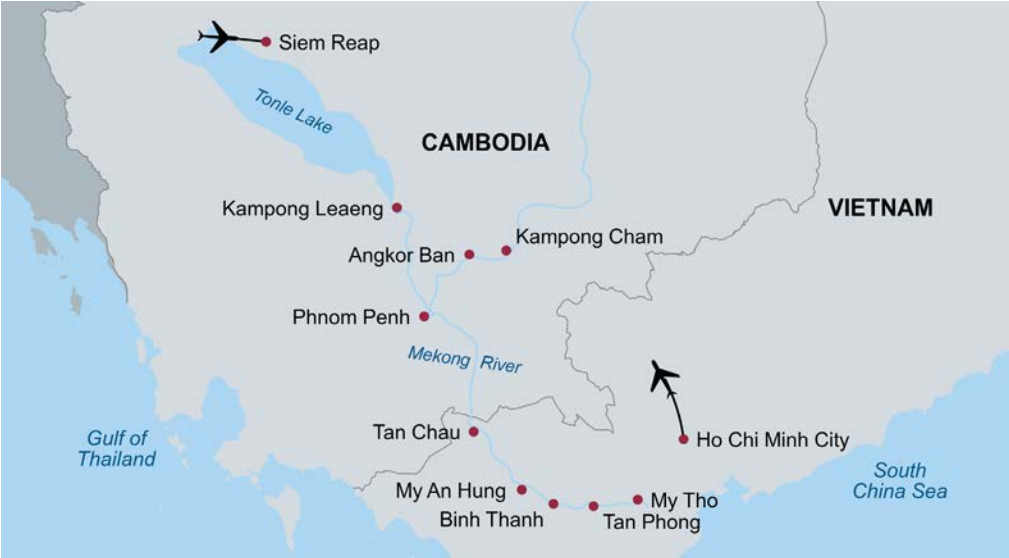 Siem Reap
Tonle Lake
CAMBODIA
Kampong Leaeng
VIETNAM
Kampong Cham
Angkor Ban
Phnom Penh
Mekong River
Tan Chau
Ho Chi Minh City
Gulf of
Thailand
South
China Sea
My An Hung
My Tho
Binh Thanh
Tan Phong